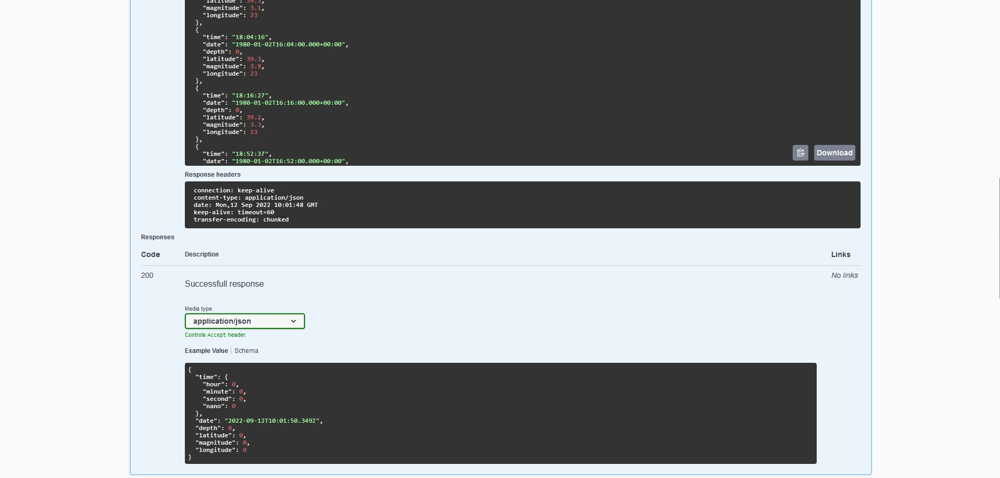 "latitude": 39.3,
"magnitude": 3.1,
"longitude": 23
},
{
"time": "18:04:16",
"date": "1980-01-02T16:04:00.000+00:00",
"depth": 0,
"latitude": 39.3,
"magnitude": 3.9,
"longitude": 23
},
{
"time": "18:16:27",
"date": "1980-01-02T16:16:00.000+00:00",
"depth": 0,
"latitude": 39.2,
"magnitude": 3.3,
"longitude": 23
},
{
"time": "18:52:37",
"date": "1980-01-02T16:52:00.000+00:00",
Download
Response headers
connection: keep-alive
content-type: application/json
date: Mon,12 Sep 2022 10:01:48 GMT
keep-alive: timeout=60
transfer-encoding: chunked
Responses
Code Description Links
200 No links
Successfull response
Media type
application/json
Controls Accept header.
Example Value Schema
{
"time": {
"hour": 0,
"minute": 0,
"second": 0,
"nano": 0
},
"date": "2022-09-12T10:01:50.349Z",
"depth": 0,
"latitude": 0,
"magnitude": 0,
"longitude": 0
}